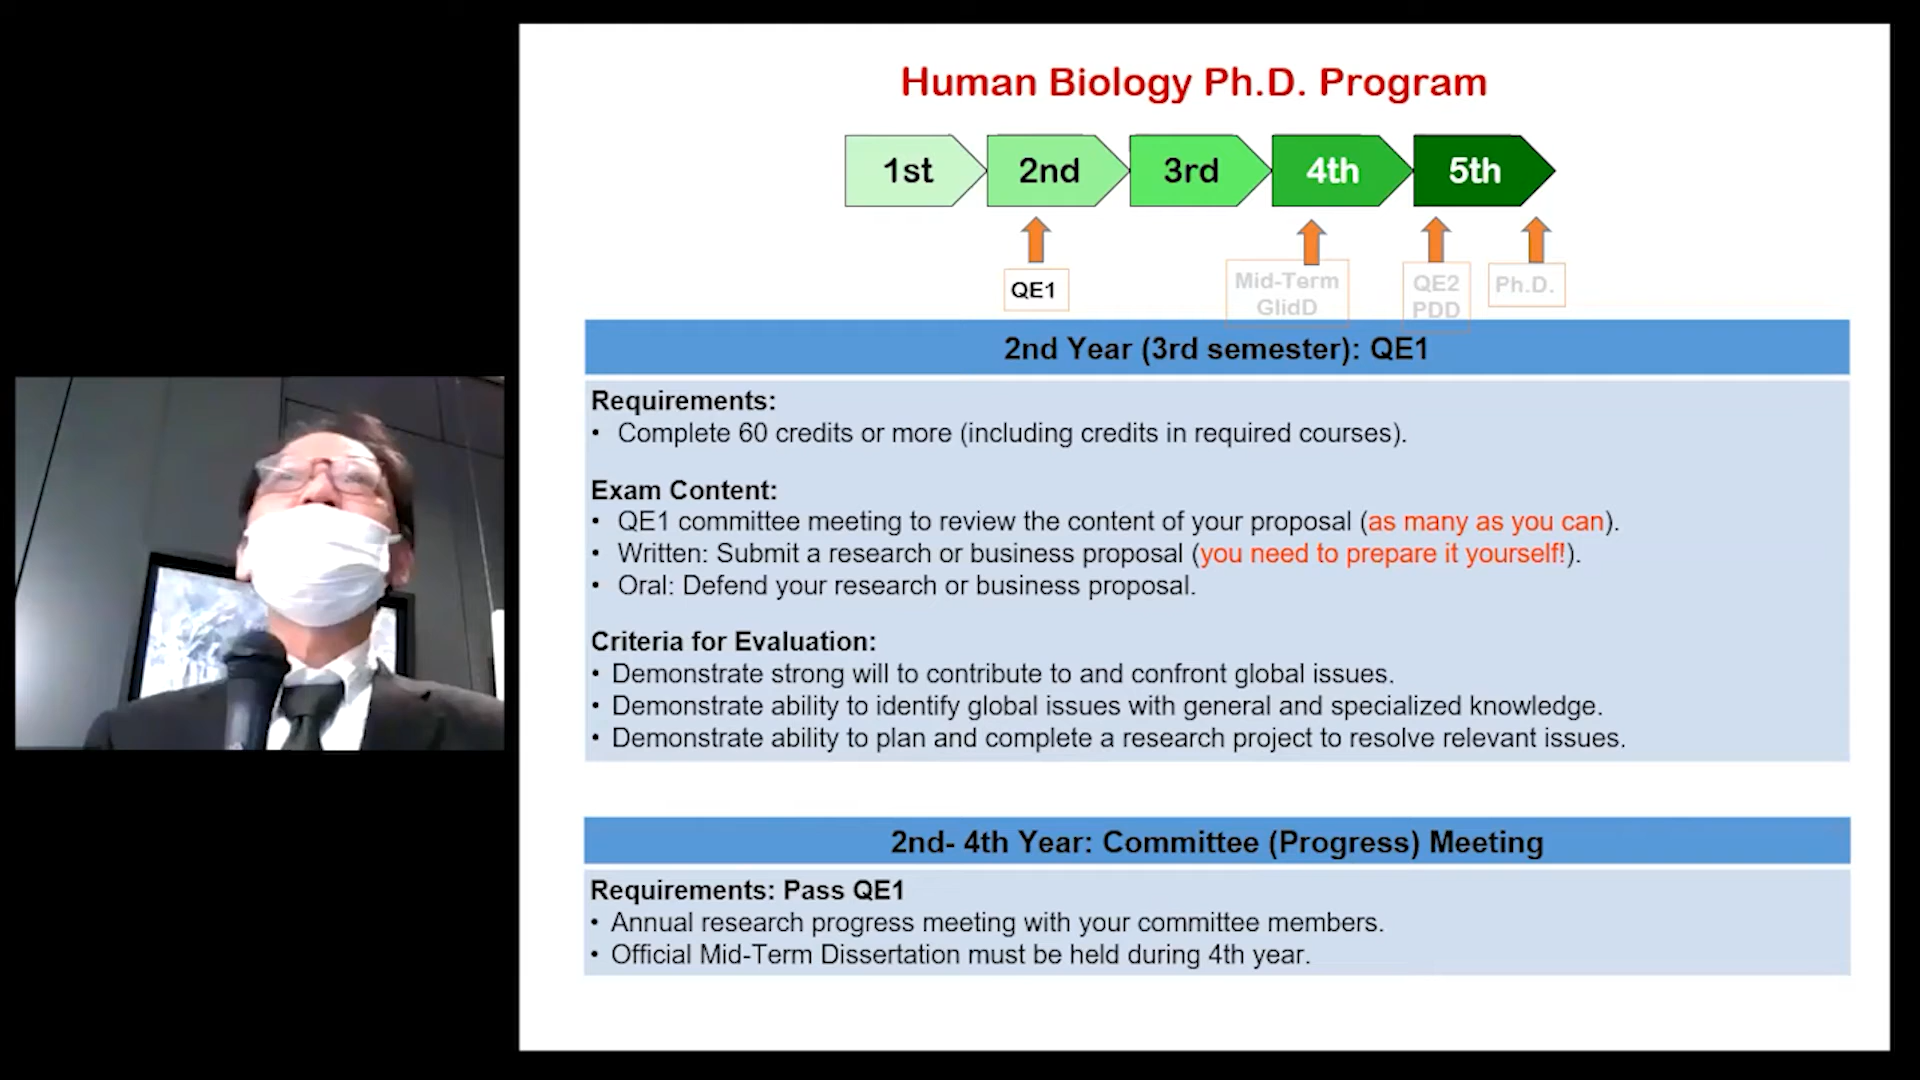 Human Biology Ph.D. Program
1st 2nd 3rd 4th 5th
QE1
Mid-Term
GlidD
QE2
PDD
Ph.D.
2nd Year (3rd semester): QE1
Requirements:
• Complete 60 credits or more (including credits in required courses).
Exam Content:
• QE1 committee meeting to review the content of your proposal (as many as you can).
• Written: Submit a research or business proposal (you need to prepare it yourself!).
• Oral: Defend your research or business proposal.
Criteria for Evaluation:
• Demonstrate strong will to contribute to and confront global issues.
• Demonstrate ability to identify global issues with general and specialized knowledge.
• Demonstrate ability to plan and complete a research project to resolve relevant issues.
2nd- 4th Year: Committee (Progress) Meeting
Requirements: Pass QE1
• Annual research progress meeting with your committee members.
• Official Mid-Term Dissertation must be held during 4th year.